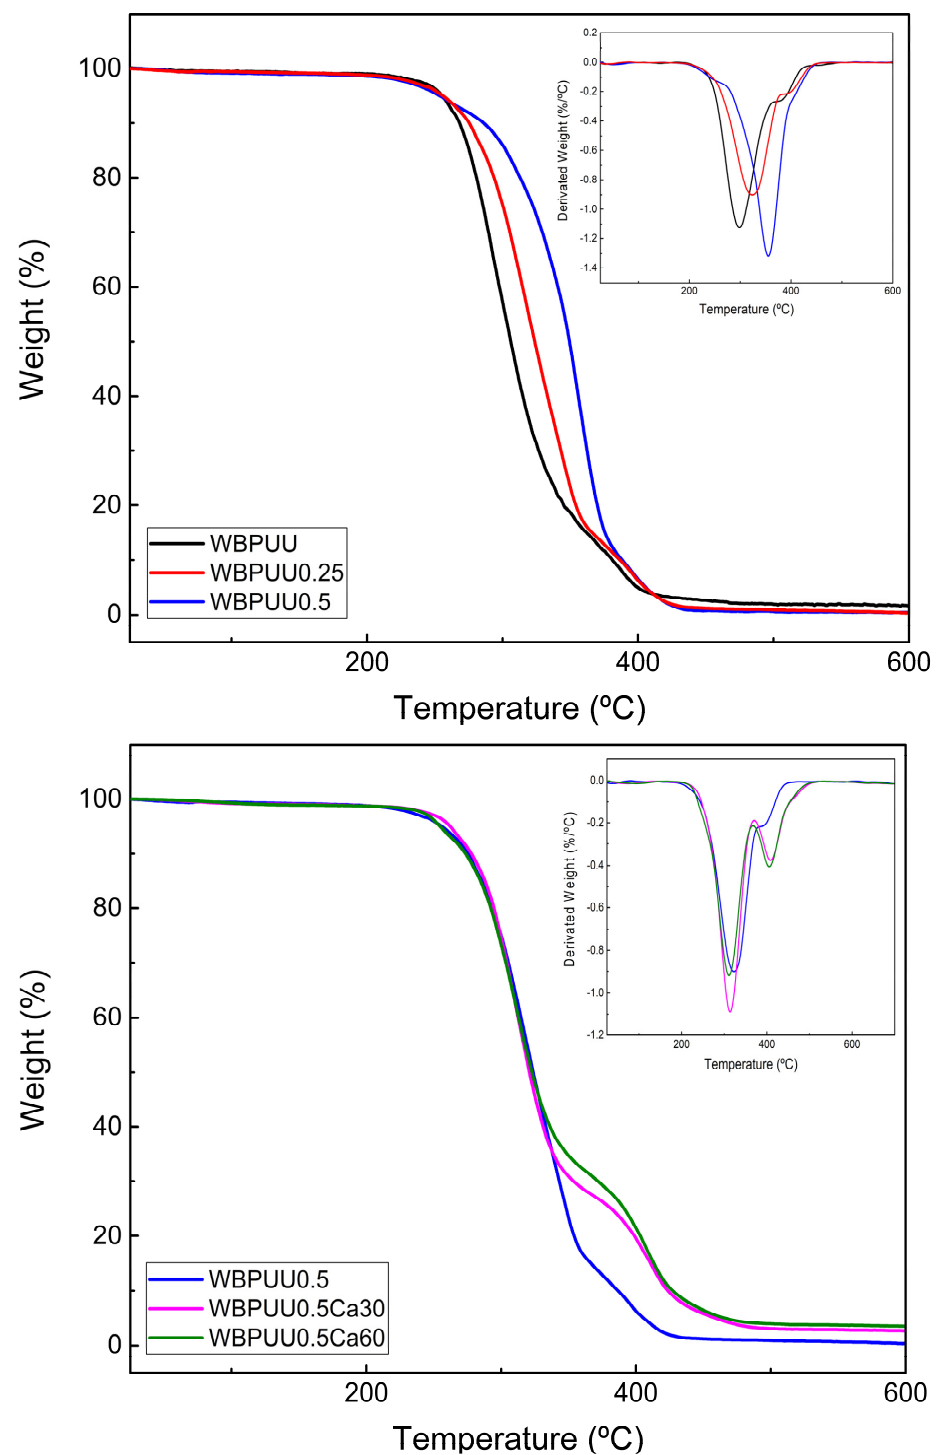 100
80
60
40
20
0
Weight (%)
200
400
600
Temperature (ºC)
WBPUU
WBPUU0.25
WBPUU0.5
0.2
0.0
-0.2
-0.4
-0.6
-0.8
-1.0
-1.2
-1.4
Derivated Weight (%/ºC)
200
400
600
Temperature (ºC)
100
80
60
40
20
0
Weight (%)
200
400
600
Temperature (ºC)
WBPUU0.5
WBPUU0.5Ca30
WBPUU0.5Ca60
0.0
-0.2
-0.4
-0.6
-0.8
-1.0
-1.2
Derivated Weight (%/ºC)
200
400
600
Temperature (ºC)